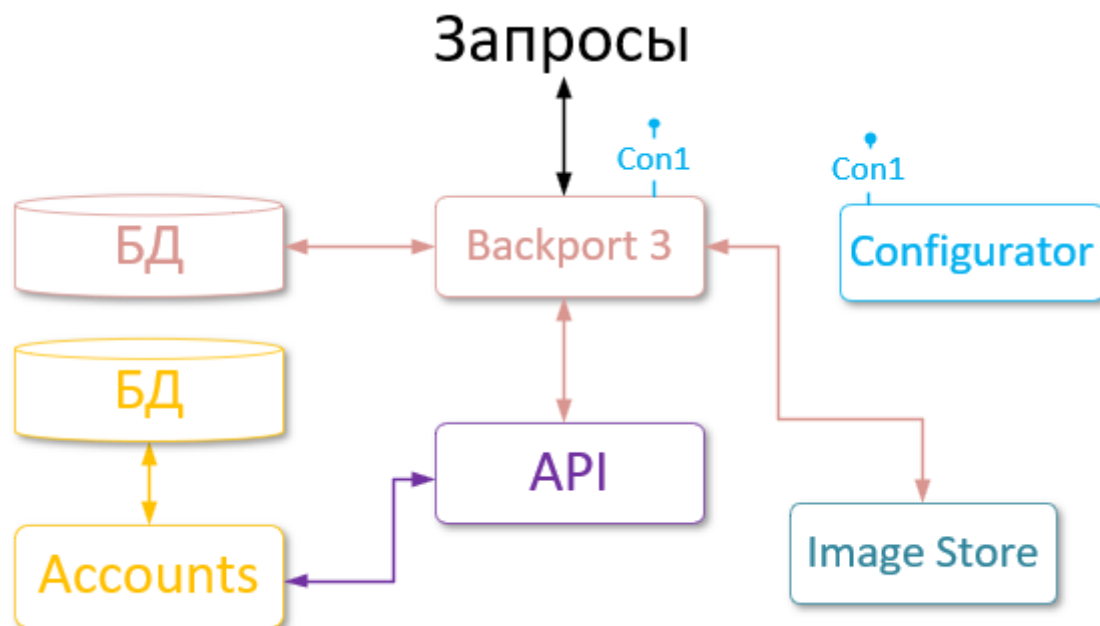 Запросы
Con1
Con1
БД
Backport 3
Configurator
БД
API
Image Store
Accounts